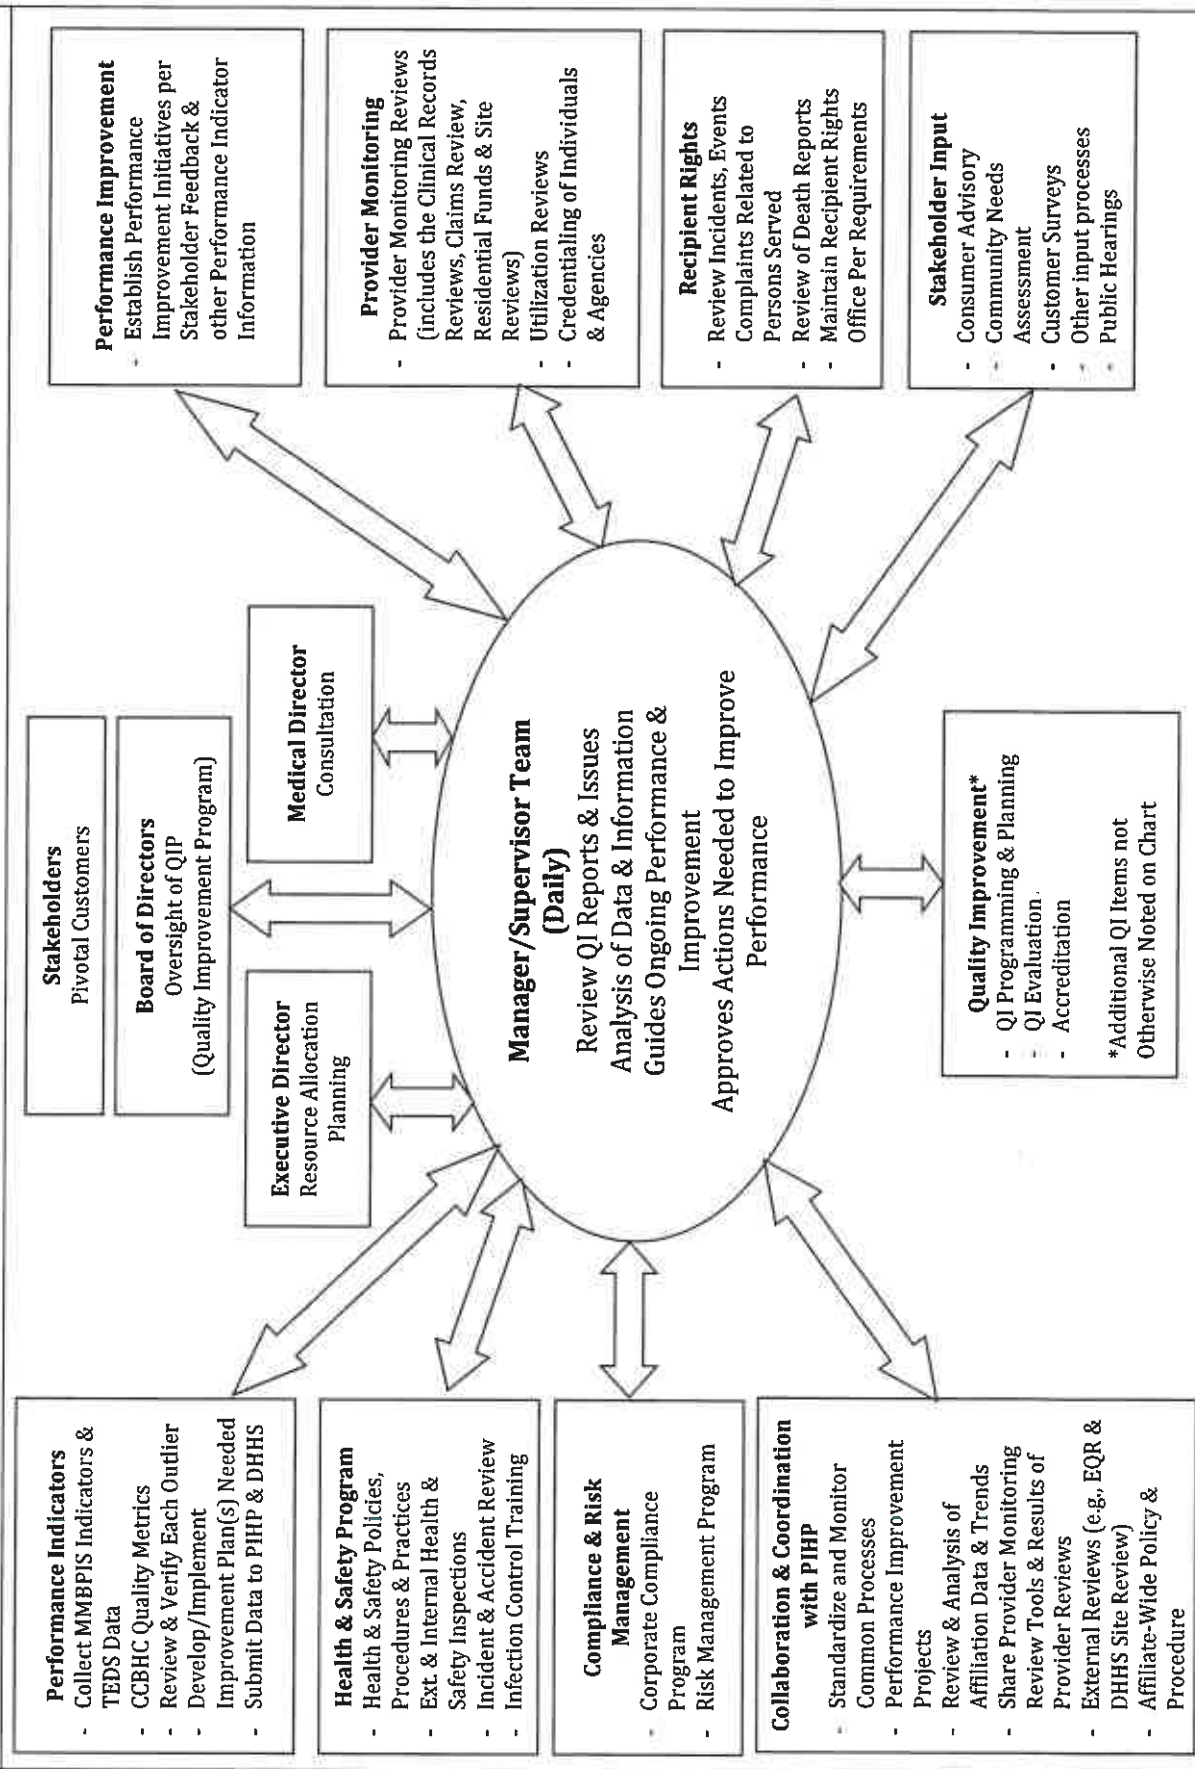 Stakeholders
Pivotal Customers
Board of Directors
Oversight of QIP
(Quality Improvement Program)
Executive Director
Resource Allocation
Planning
Medical Director
Consultation
Performance Indicators
- Collect MMBPIS Indicators &
TEDS Data
- CCBHC Quality Metrics
- Review & Verify Each Outlier
- Develop/Implement
Improvement Plan(s) Needed
- Submit Data to PIHP & DHHS
Health & Safety Program
- Health & Safety Policies,
Procedures & Practices
- Ext. & Internal Health &
Safety Inspections
- Incident & Accident Review
- Infection Control Training
Compliance & Risk
Management
- Corporate Compliance
Program
- Risk Management Program
Collaboration & Coordination
with PIHP
- Standardize and Monitor
Common Processes
- Performance Improvement
Projects
- Review & Analysis of
Affiliation Data & Trends
- Share Provider Monitoring
Review Tools & Results of
Provider Reviews
- External Reviews (e.g., EQR &
DHHS Site Review)
- Affiliate-Wide Policy &
Procedure
Manager/Supervisor Team
(Daily)
Review QI Reports & Issues
Analysis of Data & Information
Guides Ongoing Performance &
Improvement
Approves Actions Needed to Improve
Performance
Quality Improvement*
- QI Programming & Planning
- QI Evaluation
- Accreditation
*Additional QI Items not
Otherwise Noted on Chart
Performance Improvement
- Establish Performance
Improvement Initiatives per
Stakeholder Feedback &
other Performance Indicator
Information
Provider Monitoring
- Provider Monitoring Reviews
(includes the Clinical Records
Reviews, Claims Review,
Residential Funds & Site
Reviews)
- Utilization Reviews
- Credentialing of Individuals
& Agencies
Recipient Rights
- Review Incidents, Events
Complaints Related to
Persons Served
- Review of Death Reports
- Maintain Recipient Rights
Office Per Requirements
Stakeholder Input
- Consumer Advisory
- Community Needs
Assessment
- Customer Surveys
- Other input processes
- Public Hearings